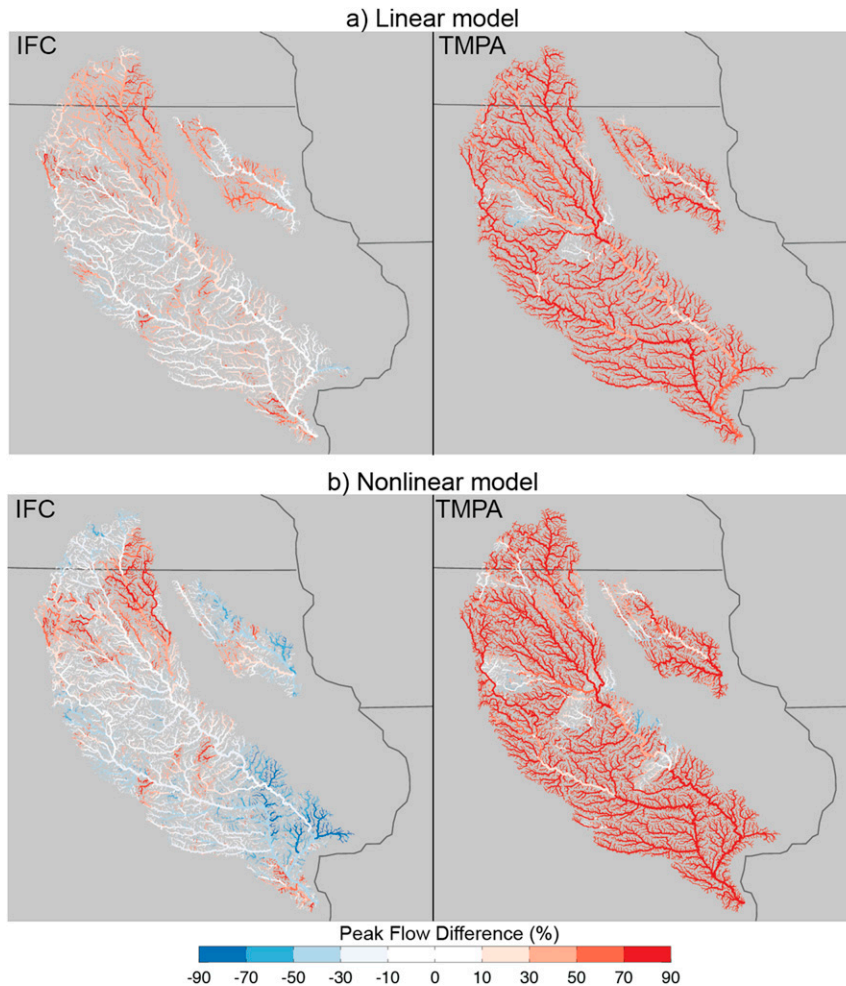 a) Linear model
IFC
TMPA
b) Nonlinear model
IFC
TMPA
Peak Flow Difference (%)
-90 -70 -50 -30 -10 0 10 30 50 70 90